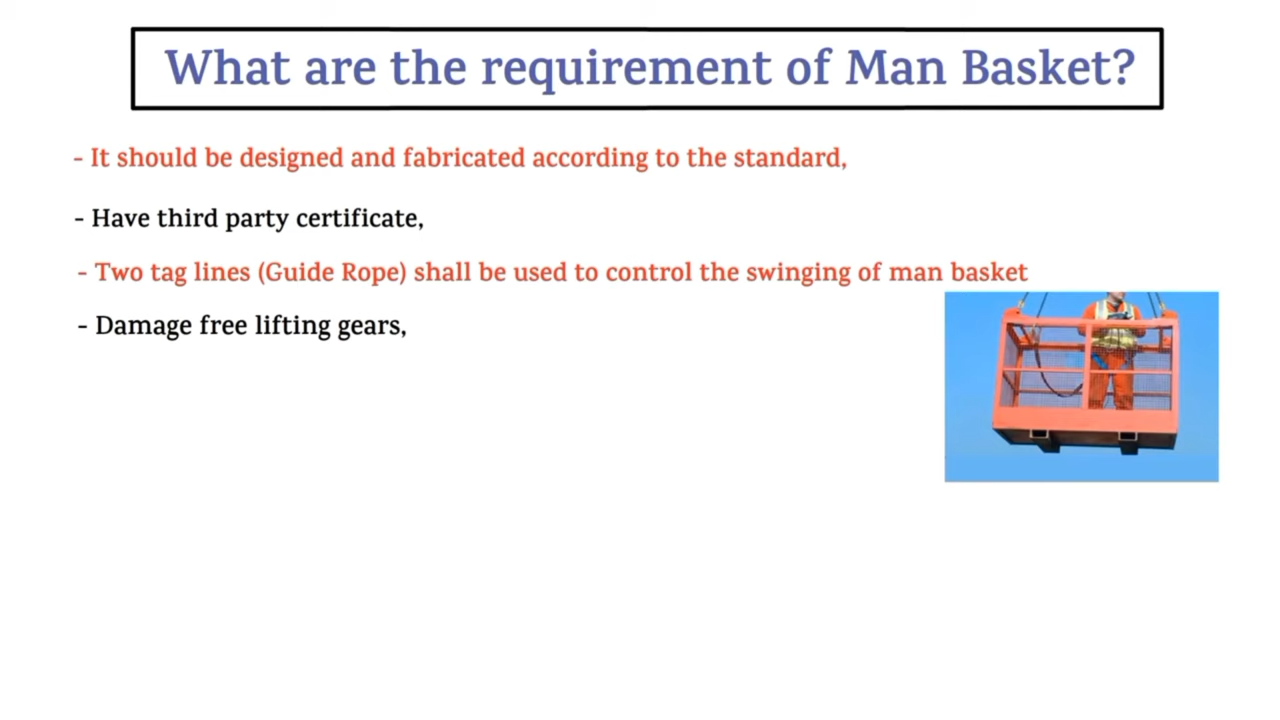 What are the requirement of Man Basket?
- It should be designed and fabricated according to the standard,
- Have third party certificate,
- Two tag lines (Guide Rope) shall be used to control the swinging of man basket
- Damage free lifting gears,